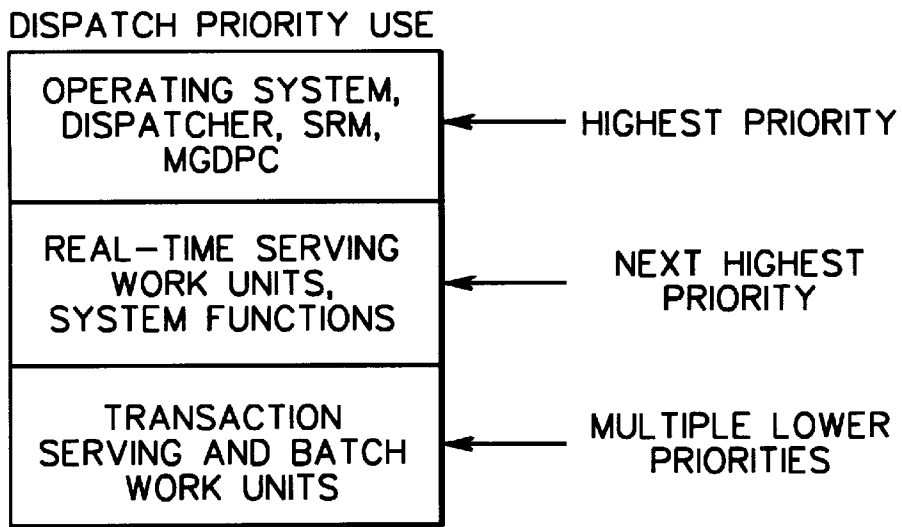 DISPATCH PRIORITY USE
OPERATING SYSTEM,
DISPATCHER, SRM,
MGDPC
HIGHEST PRIORITY
REAL-TIME SERVING
WORK UNITS,
SYSTEM FUNCTIONS
NEXT HIGHEST
PRIORITY
TRANSACTION
SERVING AND BATCH
WORK UNITS
MULTIPLE LOWER
PRIORITIES